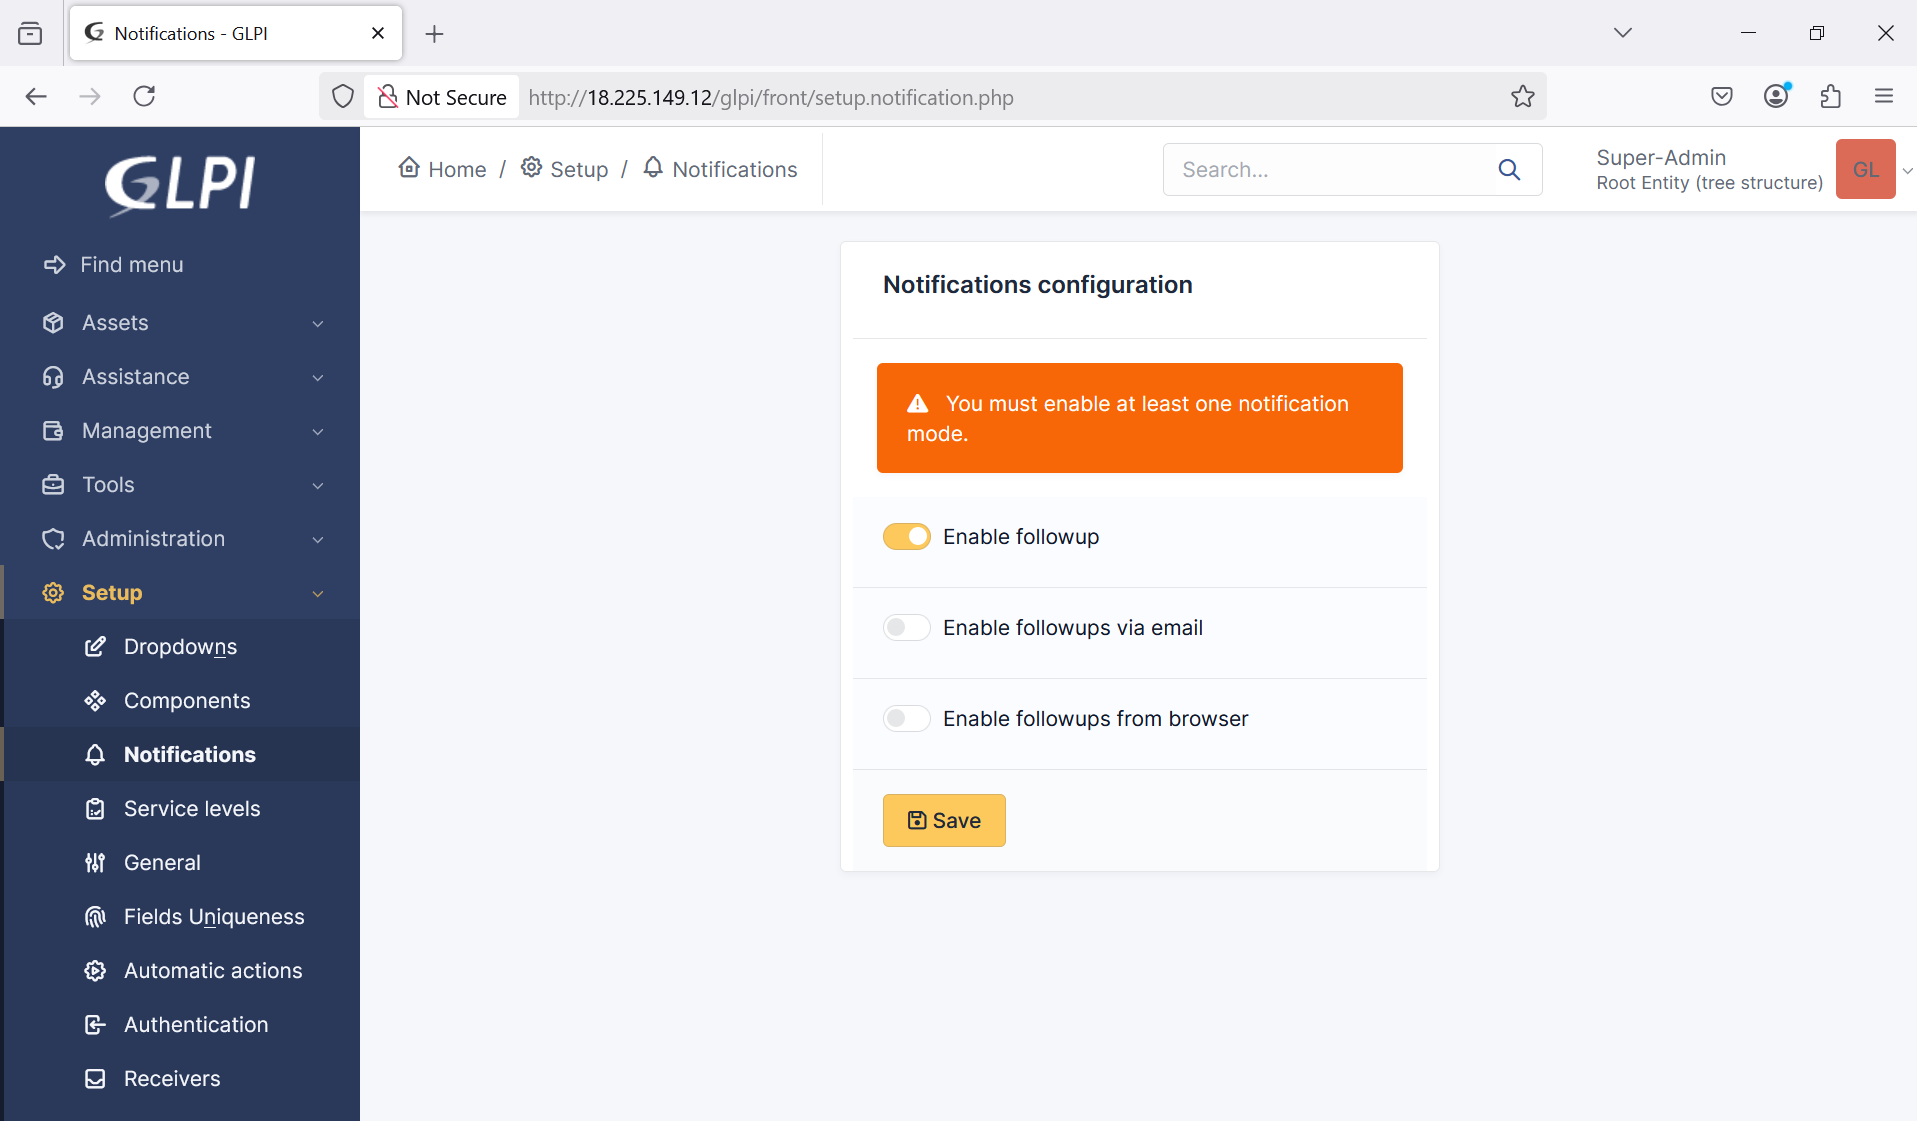 Notifications - GLPI
Not Secure
http://18.225.149.12/glpi/front/setup.notification.php
GLPI
Home / Setup / Notifications
Search...
Super-Admin
Root Entity (tree structure)
GL
Find menu
Assets
Assistance
Management
Tools
Administration
Setup
Dropdowns
Components
Notifications
Service levels
General
Fields Uniqueness
Automatic actions
Authentication
Receivers
Notifications configuration
You must enable at least one notification
mode.
Enable followup
Enable followups via email
Enable followups from browser
Save